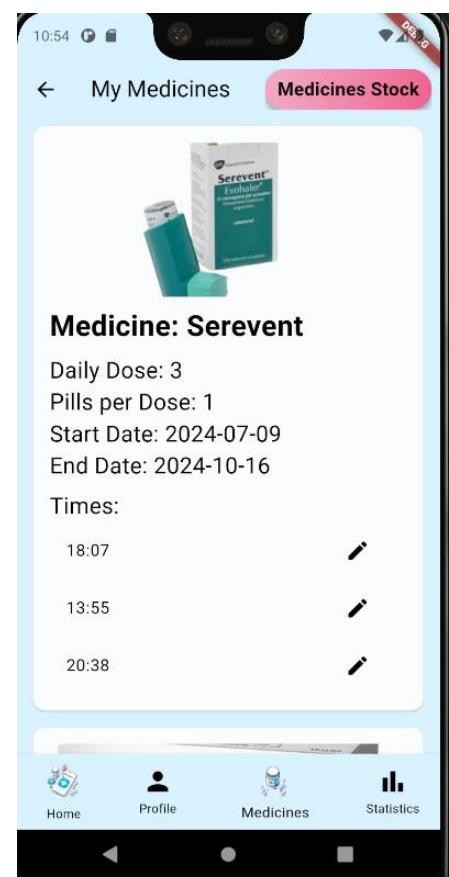 10:54
My Medicines
Medicines Stock
Serevent
Evohaler
Medicine: Serevent
Daily Dose: 3
Pills per Dose: 1
Start Date: 2024-07-09
End Date: 2024-10-16
Times:
18:07
13:55
20:38
Home
Profile
Medicines
Statistics